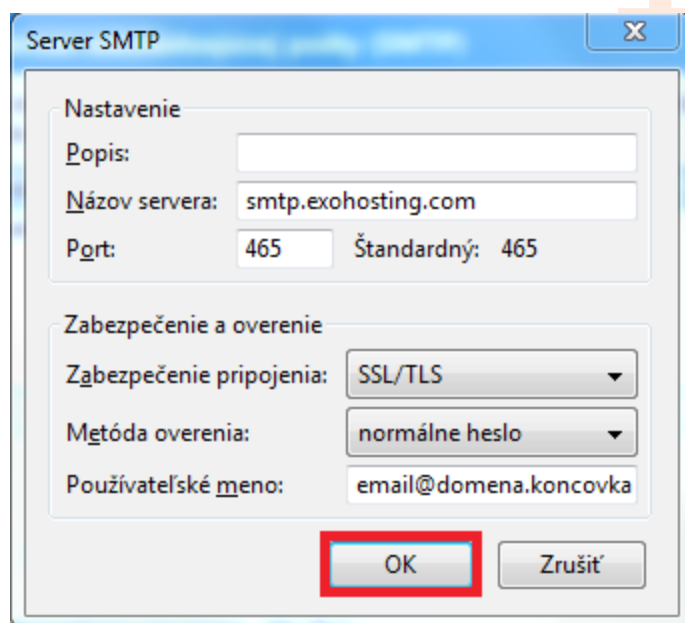 Server SMTP
Nastavenie
Popis:
Názov servera: smtp.exohosting.com
Port: 465 Štandardný: 465
Zabezpečenie a overenie
Zabezpečenie pripojenia: SSL/TLS
Metóda overenia: normálne heslo
Používateľské meno: email@domena.koncovka
OK Zrušiť